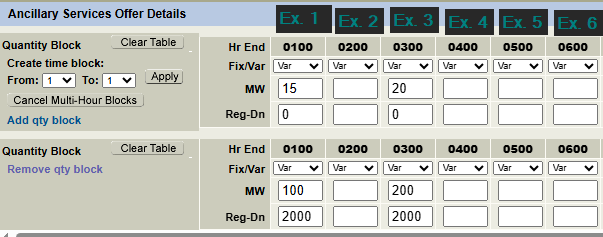 Ancillary Services Offer Details Ex. 1 Ex. 2 Ex. 3 Ex. 4 Ex. 5 Ex. 6
Quantity Block Clear Table Hr End 0100 0200 0300 0400 0500 0600
Create time block: Fix/Var Var Var Var Var Var Var
From: 1 To: 1 Apply MW 15 20
Cancel Multi-Hour Blocks Reg-Dn 0 0
Add qty block
Quantity Block Clear Table Hr End 0100 0200 0300 0400 0500 0600
Remove qty block Fix/Var Var Var Var Var Var Var
MW 100 200
Reg-Dn 2000 2000